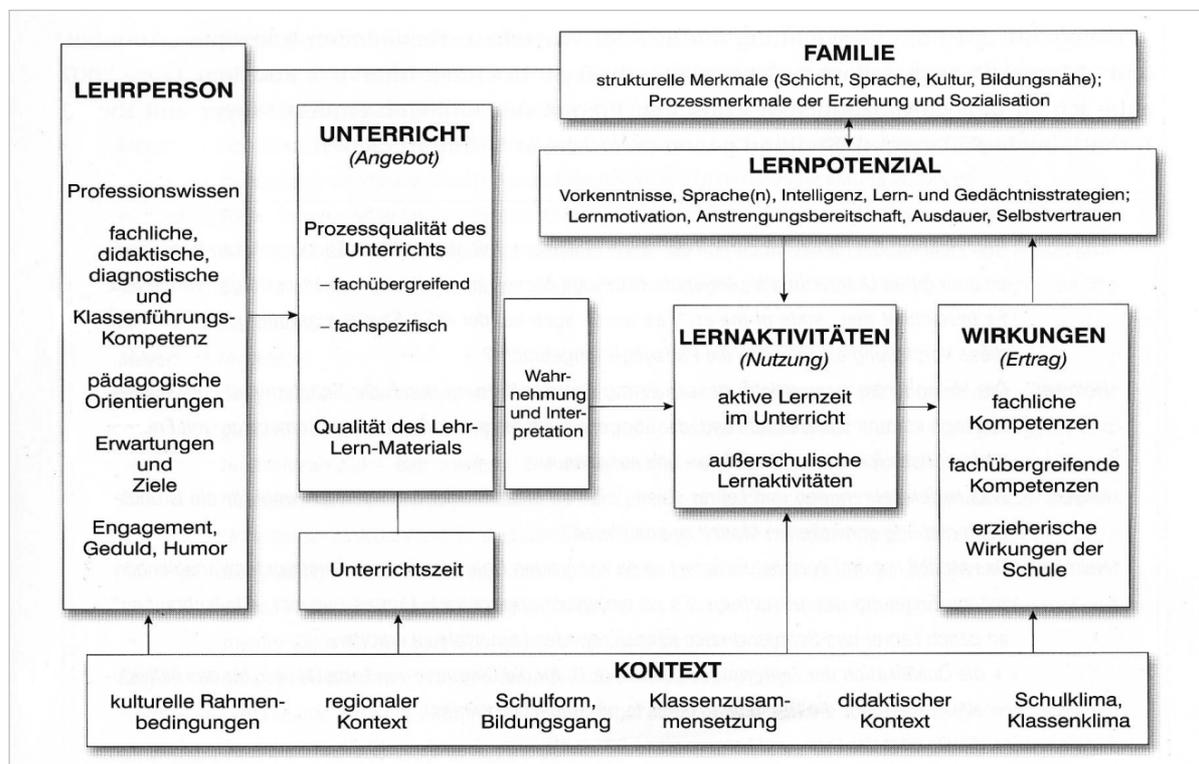 LEHRPERSON
Professionswissen
fachliche,
didaktische,
diagnostische
und
Klassenführungs-
Kompetenz
pädagogische
Orientierungen
Erwartungen
und
Ziele
Engagement,
Geduld, Humor
UNTERRICHT
(Angebot)
Prozessqualität des
Unterrichts
– fachübergreifend
– fachspezifisch
Qualität des Lehr-
Lern-Materials
Unterrichtszeit
Wahr-
nehmung
und Inter-
pretation
FAMILIE
strukturelle Merkmale (Schicht, Sprache, Kultur, Bildungsnähe);
Prozessmerkmale der Erziehung und Sozialisation
LERNPOTENZIAL
Vorkenntnisse, Sprache(n), Intelligenz, Lern- und Gedächtnisstrategien;
Lernmotivation, Anstrengungsbereitschaft, Ausdauer, Selbstvertrauen
LERNAKTIVITÄTEN
(Nutzung)
aktive Lernzeit
im Unterricht
außerschulische
Lernaktivitäten
WIRKUNGEN
(Ertrag)
fachliche
Kompetenzen
fachübergreifende
Kompetenzen
erzieherische
Wirkungen der
Schule
KONTEXT
kulturelle Rahmen-
bedingungen
regionaler
Kontext
Schulform,
Bildungsgang
Klassenzusam-
mensetzung
didaktischer
Kontext
Schulklima,
Klassenklima